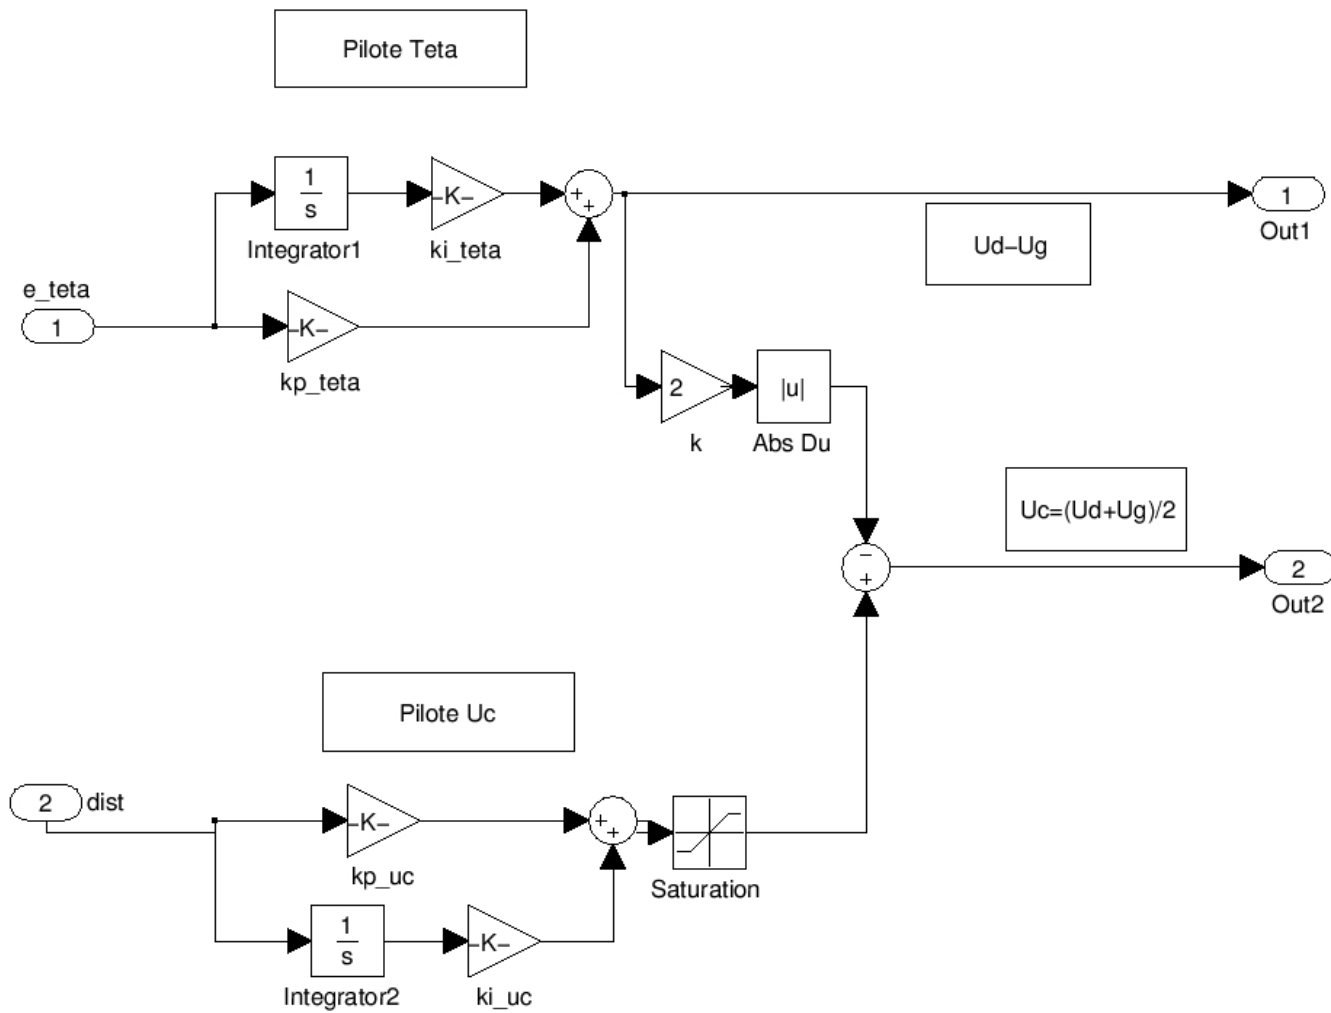 Pilote Teta
1
s
Integrator1
-K-
ki_teta
+
+
1
Out1
Ud-Ug
e_teta
1
-K-
kp_teta
2
k
|u|
Abs Du
Uc=(Ud+Ug)/2
-
+
2
Out2
Pilote Uc
2
dist
-K-
kp_uc
+
+
Saturation
1
s
Integrator2
-K-
ki_uc